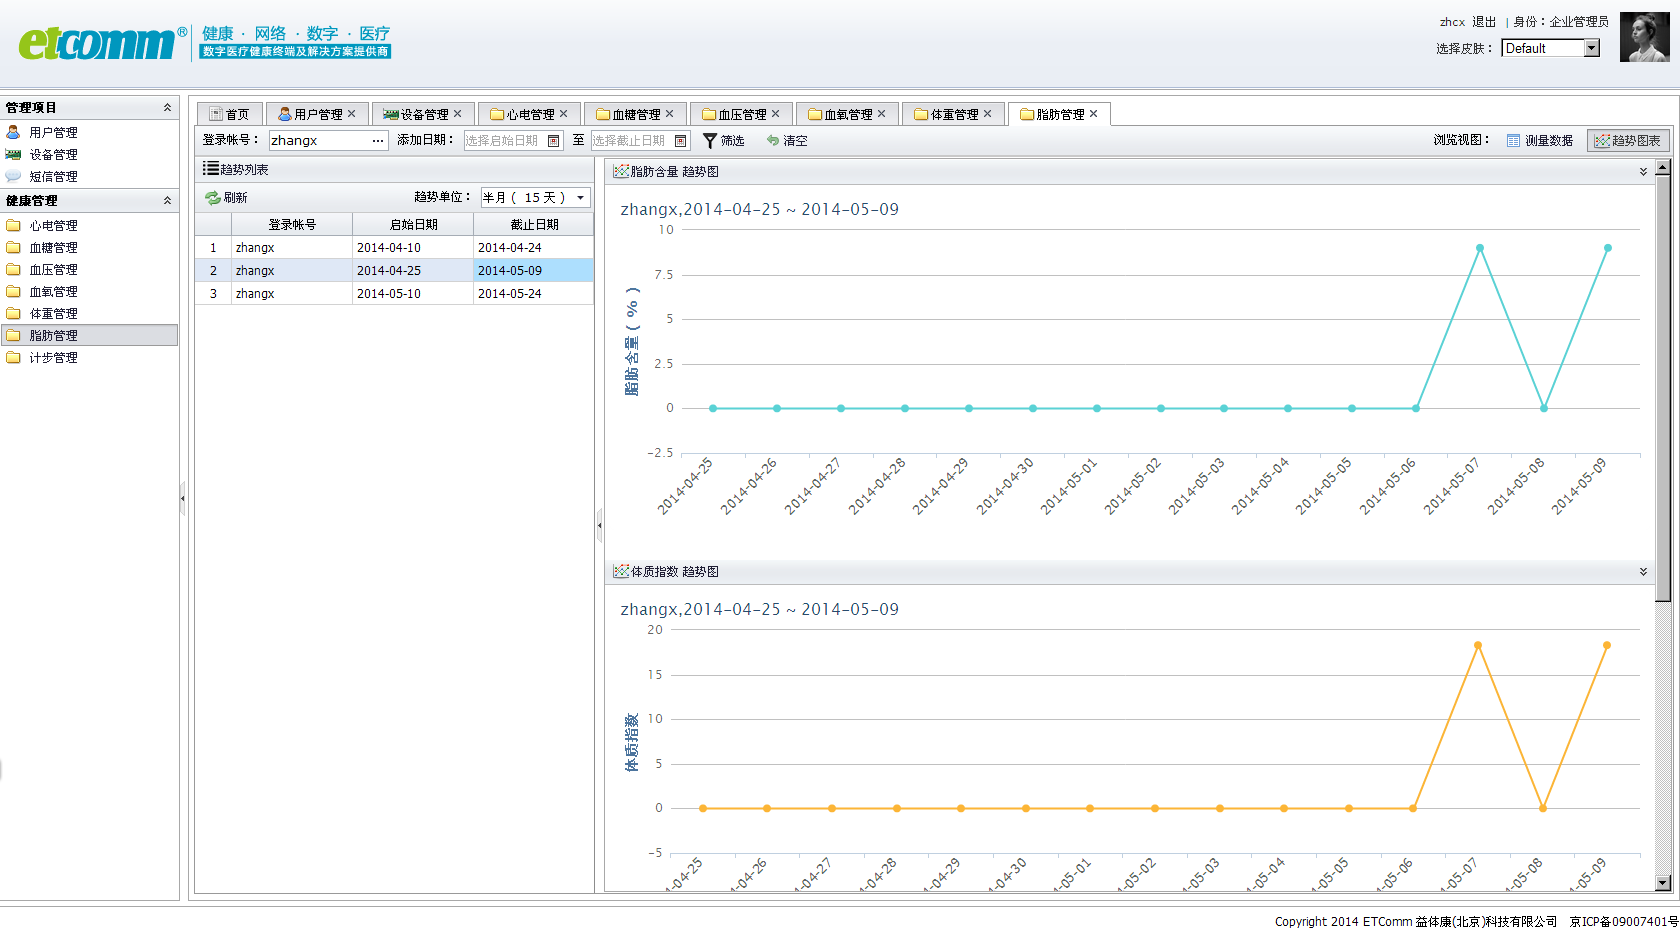 etcomm®
健康 · 网络 · 数字 · 医疗
数字医疗健康终端及解决方案提供商
zhcx 退出 | 身份：企业管理员
选择皮肤： Default
管理项目
用户管理
设备管理
短信管理
健康管理
心电管理
血糖管理
血压管理
血氧管理
体重管理
脂肪管理
计步管理
首页 用户管理 设备管理 心电管理 血糖管理 血压管理 血氧管理 体重管理 脂肪管理
登录帐号： zhangx ... 添加日期： 选择启始日期 至 选择截止日期 筛选 清空 浏览视图： 测量数据 趋势图表
趋势列表
刷新 趋势单位： 半月（ 15 天 ）
登录帐号 启始日期 截止日期
1 zhangx 2014-04-10 2014-04-24
2 zhangx 2014-04-25 2014-05-09
3 zhangx 2014-05-10 2014-05-24
脂肪含量 趋势图
zhangx,2014-04-25 ~ 2014-05-09
脂肪含量 ( % )
10
7.5
5
2.5
0
-2.5
2014-04-25 2014-04-26 2014-04-27 2014-04-28 2014-04-29 2014-04-30 2014-05-01 2014-05-02 2014-05-03 2014-05-04 2014-05-05 2014-05-06 2014-05-07 2014-05-08 2014-05-09
体质指数 趋势图
zhangx,2014-04-25 ~ 2014-05-09
体质指数
20
15
10
5
0
-5
-04-25 -04-26 -04-27 -04-28 -04-29 -04-30 -05-01 -05-02 -05-03 -05-04 -05-05 -05-06 -05-07 -05-08 -05-09
Copyright 2014 ETComm 益体康(北京)科技有限公司 京ICP备09007401号